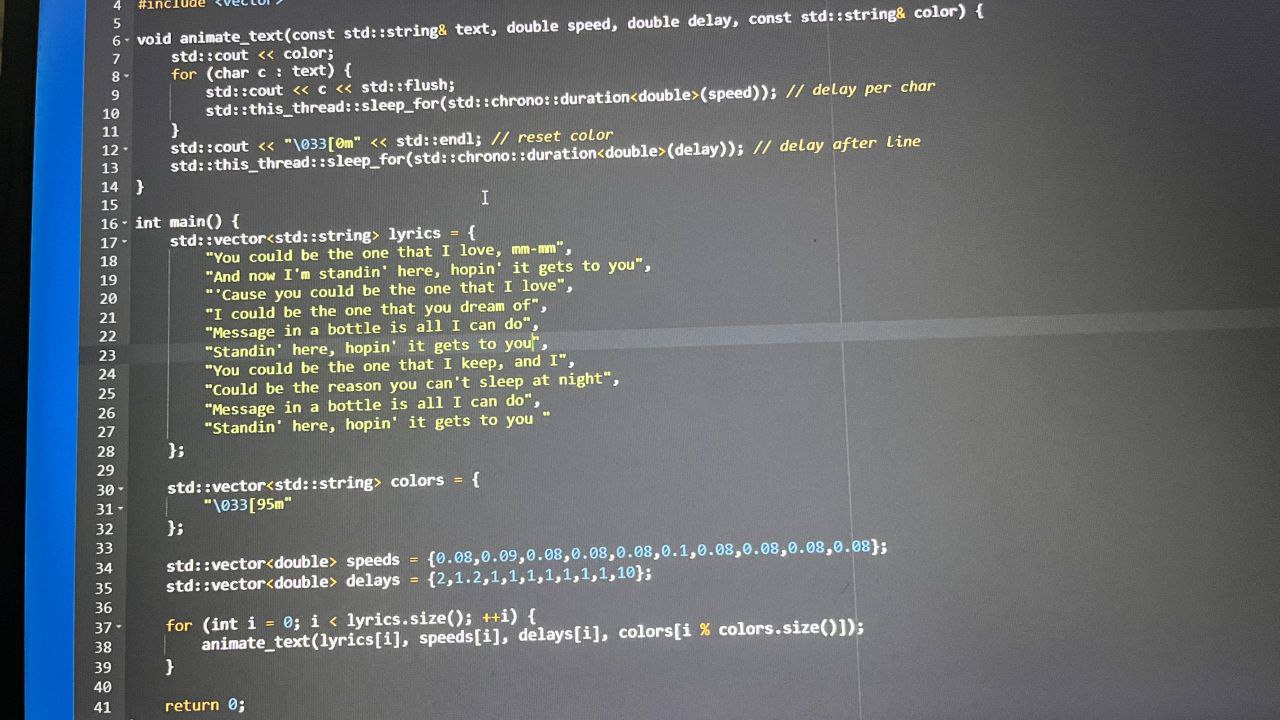 4 #include <vector>
5
6 void animate_text(const std::string& text, double speed, double delay, const std::string& color) {
7 std::cout << color;
8 for (char c : text) {
9 std::cout << c << std::flush;
10 std::this_thread::sleep_for(std::chrono::duration<double>(speed)); // delay per char
11 }
12 std::cout << "\033[0m" << std::endl; // reset color
13 std::this_thread::sleep_for(std::chrono::duration<double>(delay)); // delay after line
14 }
15
16 int main() {
17 std::vector<std::string> lyrics = {
18 "You could be the one that I love, mm-mm",
19 "And now I'm standin' here, hopin' it gets to you",
20 "'Cause you could be the one that I love",
21 "I could be the one that you dream of",
22 "Message in a bottle is all I can do",
23 "Standin' here, hopin' it gets to you",
24 "You could be the one that I keep, and I",
25 "Could be the reason you can't sleep at night",
26 "Message in a bottle is all I can do",
27 "Standin' here, hopin' it gets to you "
28 };
29
30 std::vector<std::string> colors = {
31 "\033[95m"
32 };
33
34 std::vector<double> speeds = {0.08,0.09,0.08,0.08,0.08,0.1,0.08,0.08,0.08,0.08};
35 std::vector<double> delays = {2,1.2,1,1,1,1,1,1,1,10};
36
37 for (int i = 0; i < lyrics.size(); ++i) {
38 animate_text(lyrics[i], speeds[i], delays[i], colors[i % colors.size()]);
39 }
40
41 return 0;